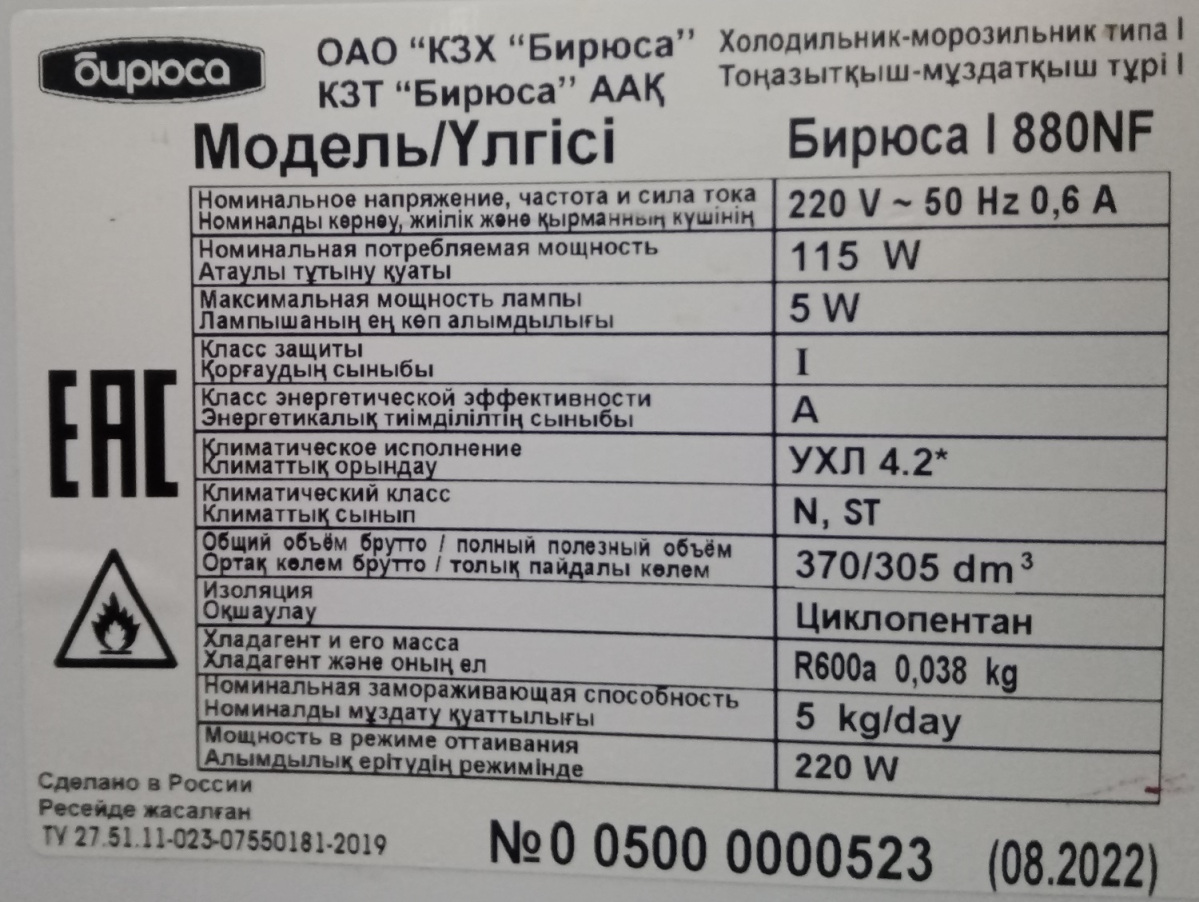 бирюса
ОАО “КЗХ “Бирюса”
КЗТ “Бирюса” ААҚ
Холодильник-морозильник типа I
Тоңазытқыш-мұздатқыш түрі I
Модель/Үлгісі
Бирюса I 880NF
Номинальное напряжение, частота и сила тока
Номиналды көрнеу, жиілік және қырманның күшінің
220 V ~ 50 Hz 0,6 A
Номинальная потребляемая мощность
Атаулы тұтыну қуаты
115 W
Максимальная мощность лампы
Лампышаның ең көп алымдылығы
5 W
Класс защиты
Қорғаудың сыныбы
I
Класс энергетической эффективности
Энергетикалық тиімділілтің сыныбы
A
Климатическое исполнение
Климаттық орындау
УХЛ 4.2*
Климатический класс
Климаттық сынып
N, ST
Общий объём брутто / полный полезный объём
Ортақ көлем брутто / толық пайдалы көлем
370/305 dm³
Изоляция
Оқшаулау
Циклопентан
Хладагент и его масса
Хладагент және оның ел
R600a 0,038 kg
Номинальная замораживающая способность
Номиналды мұздату қуаттылығы
5 kg/day
Мощность в режиме оттаивания
Алымдылық ерітудің режимінде
220 W
EAC
Сделано в России
Ресейде жасалған
ТУ 27.51.11-023-07550181-2019
№0 0500 0000523 (08.2022)